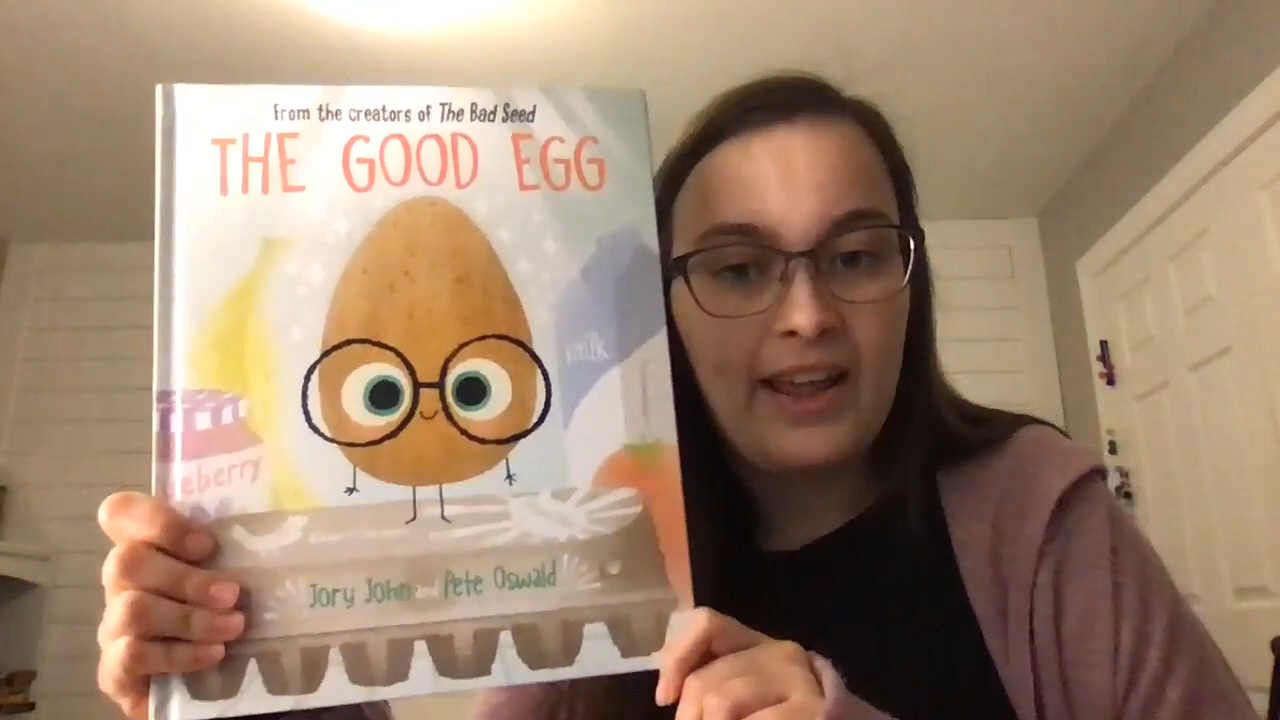 from the creators of The Bad Seed
THE GOOD EGG
milk
eberry
Jory John Pete Oswald